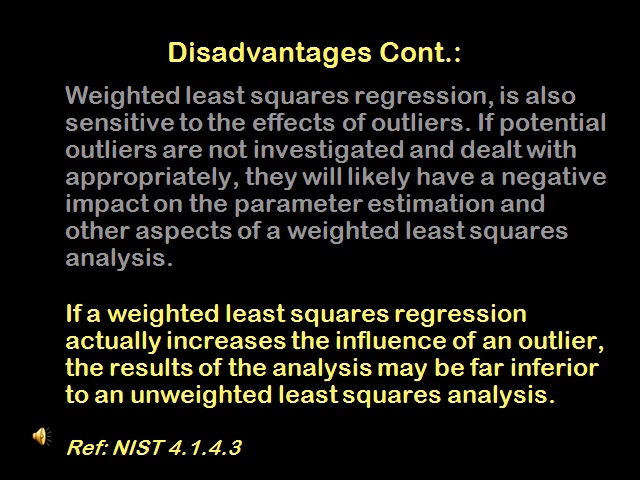 Disadvantages Cont.:
Weighted least squares regression, is also
sensitive to the effects of outliers. If potential
outliers are not investigated and dealt with
appropriately, they will likely have a negative
impact on the parameter estimation and
other aspects of a weighted least squares
analysis.
If a weighted least squares regression
actually increases the influence of an outlier,
the results of the analysis may be far inferior
to an unweighted least squares analysis.
Ref: NIST 4.1.4.3